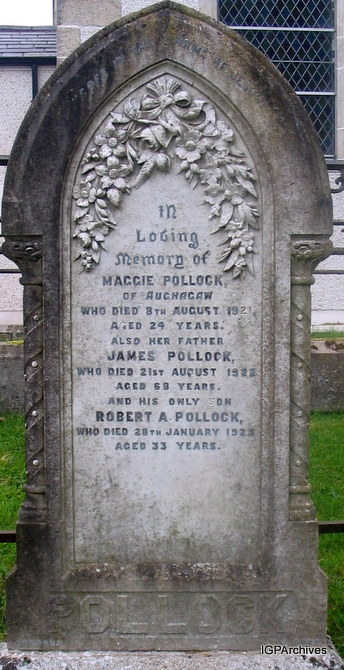 In
Loving
Memory of
MAGGIE POLLOCK,
OF AUGHAGAW
WHO DIED 8TH AUGUST 1921
AGED 24 YEARS.
ALSO HER FATHER
JAMES POLLOCK,
WHO DIED 21ST AUGUST 1922
AGED 68 YEARS.
AND HIS ONLY SON
ROBERT A. POLLOCK,
WHO DIED 28TH JANUARY 1923
AGED 33 YEARS.
POLLOCK
IGPArchives